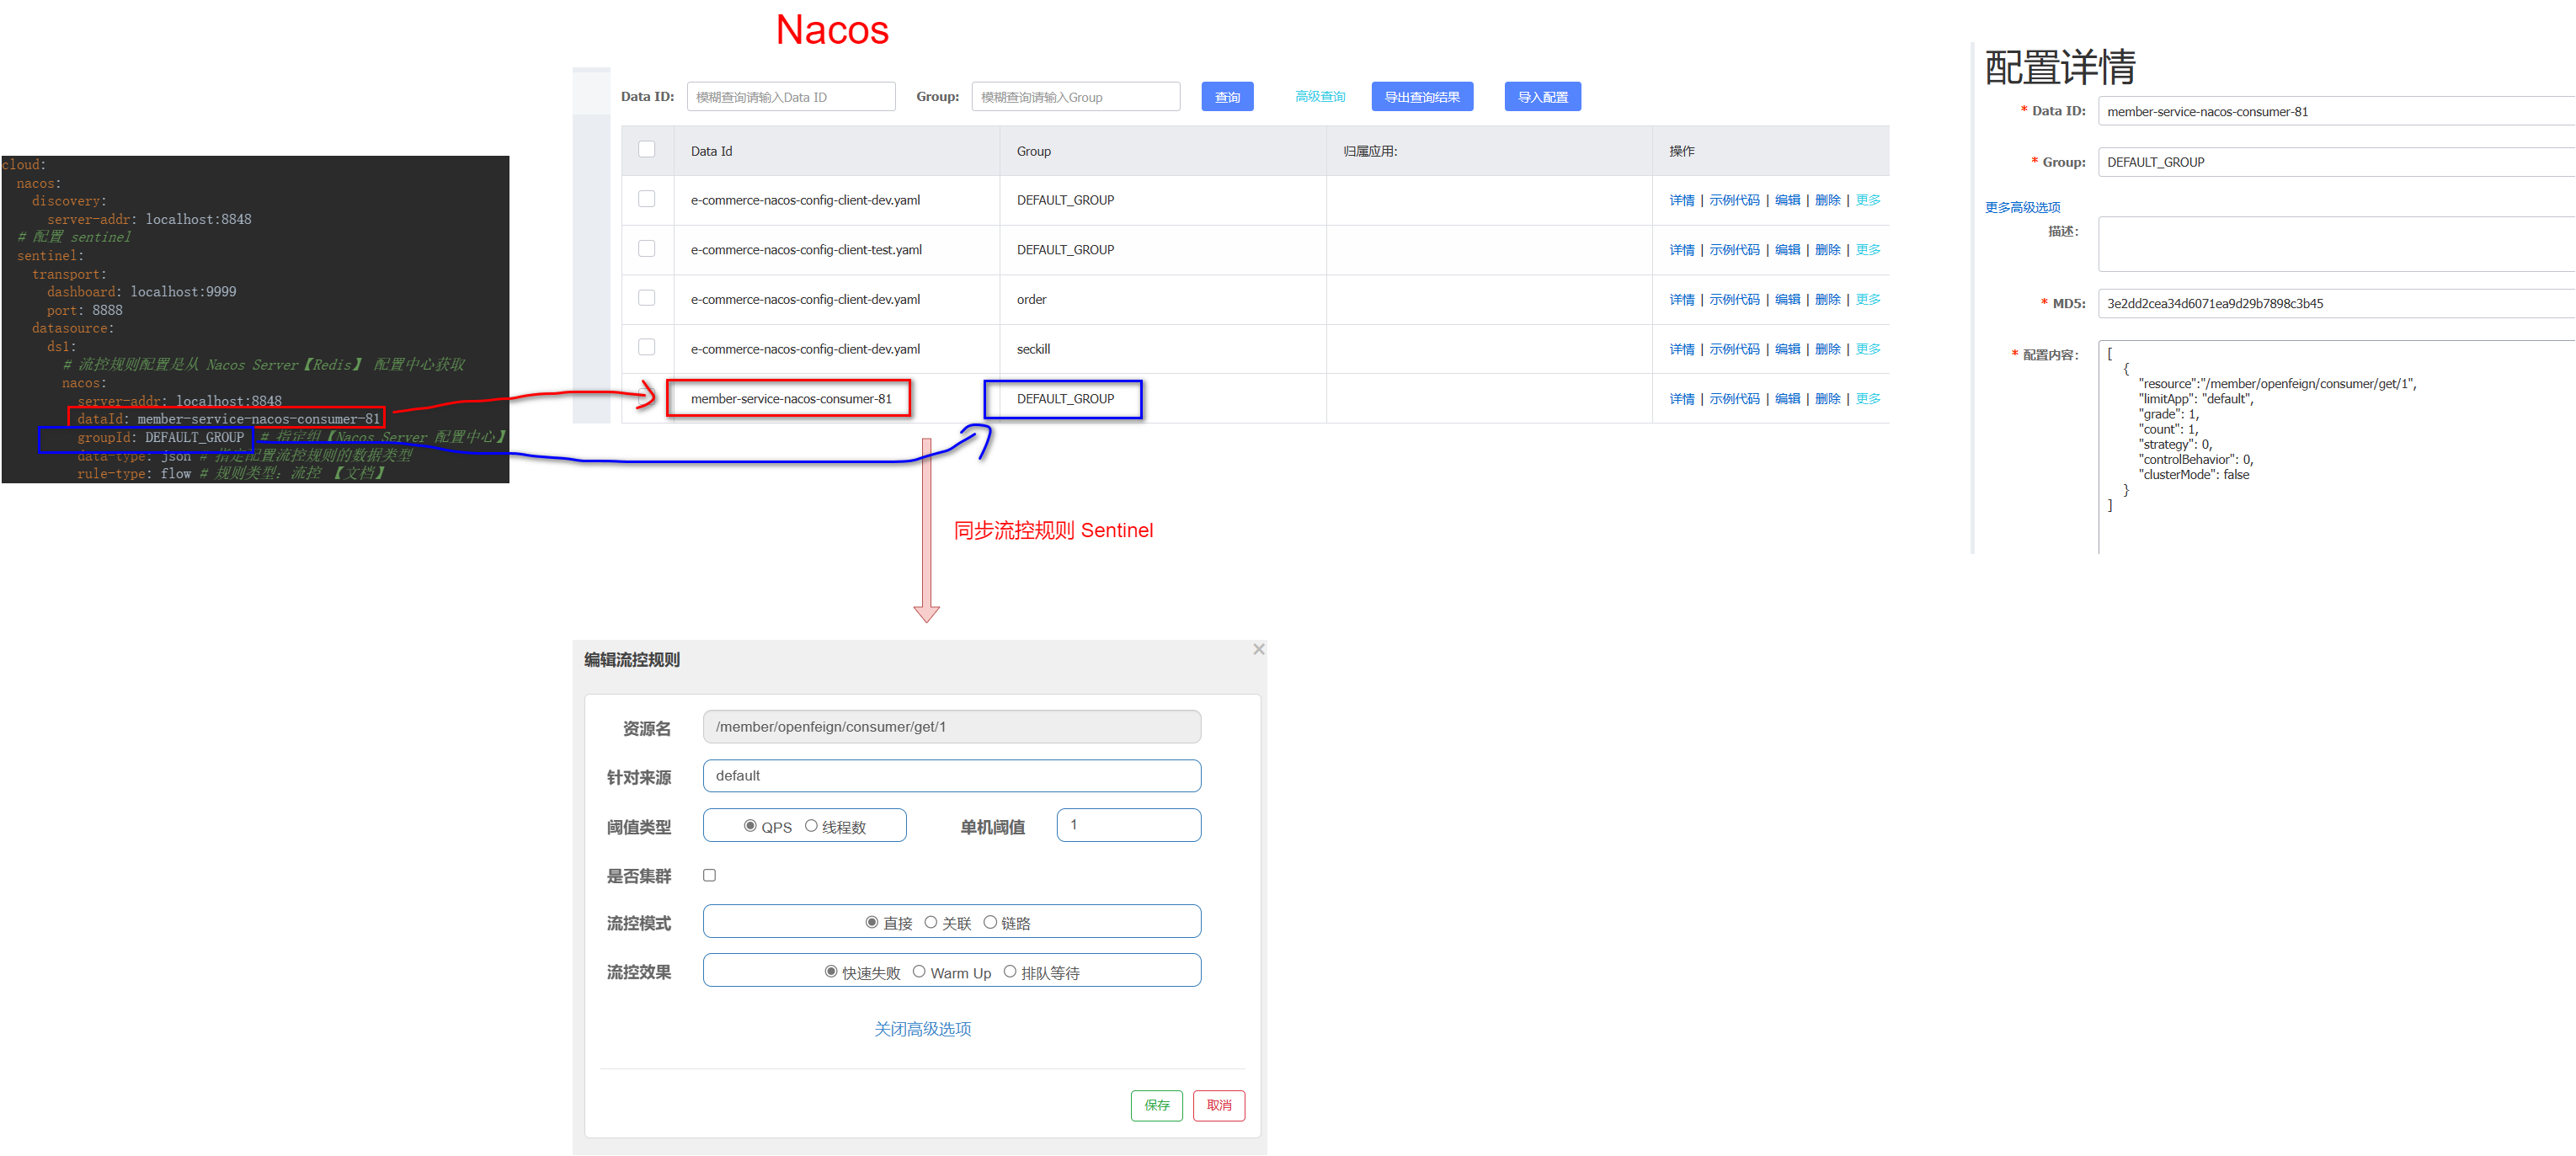 Nacos
cloud:
nacos:
discovery:
server-addr: localhost:8848
# 配置 sentinel
sentinel:
transport:
dashboard: localhost:9999
port: 8888
datasource:
ds1:
# 流控规则配置是从 Nacos Server【Redis】 配置中心获取
nacos:
server-addr: localhost:8848
dataId: member-service-nacos-consumer-81
groupId: DEFAULT_GROUP # 指定组【Nacos Server 配置中心】
data-type: json # 指定配置流控规则的数据类型
rule-type: flow # 规则类型: 流控 【文档】
Data ID: 模糊查询请输入Data ID Group: 模糊查询请输入Group 查询 高级查询 导出查询结果 导入配置
Data Id Group 归属应用: 操作
e-commerce-nacos-config-client-dev.yaml DEFAULT_GROUP 详情 | 示例代码 | 编辑 | 删除 | 更多
e-commerce-nacos-config-client-test.yaml DEFAULT_GROUP 详情 | 示例代码 | 编辑 | 删除 | 更多
e-commerce-nacos-config-client-dev.yaml order 详情 | 示例代码 | 编辑 | 删除 | 更多
e-commerce-nacos-config-client-dev.yaml seckill 详情 | 示例代码 | 编辑 | 删除 | 更多
member-service-nacos-consumer-81 DEFAULT_GROUP 详情 | 示例代码 | 编辑 | 删除 | 更多
配置详情
* Data ID: member-service-nacos-consumer-81
* Group: DEFAULT_GROUP
更多高级选项
描述:
* MD5: 3e2dd2cea34d6071ea9d29b7898c3b45
* 配置内容: [
{
"resource":"/member/openfeign/consumer/get/1",
"limitApp": "default",
"grade": 1,
"count": 1,
"strategy": 0,
"controlBehavior": 0,
"clusterMode": false
}
]
同步流控规则 Sentinel
编辑流控规则 ×
资源名 /member/openfeign/consumer/get/1
针对来源 default
阈值类型 QPS 线程数 单机阈值 1
是否集群
流控模式 直接 关联 链路
流控效果 快速失败 Warm Up 排队等待
关闭高级选项
保存 取消